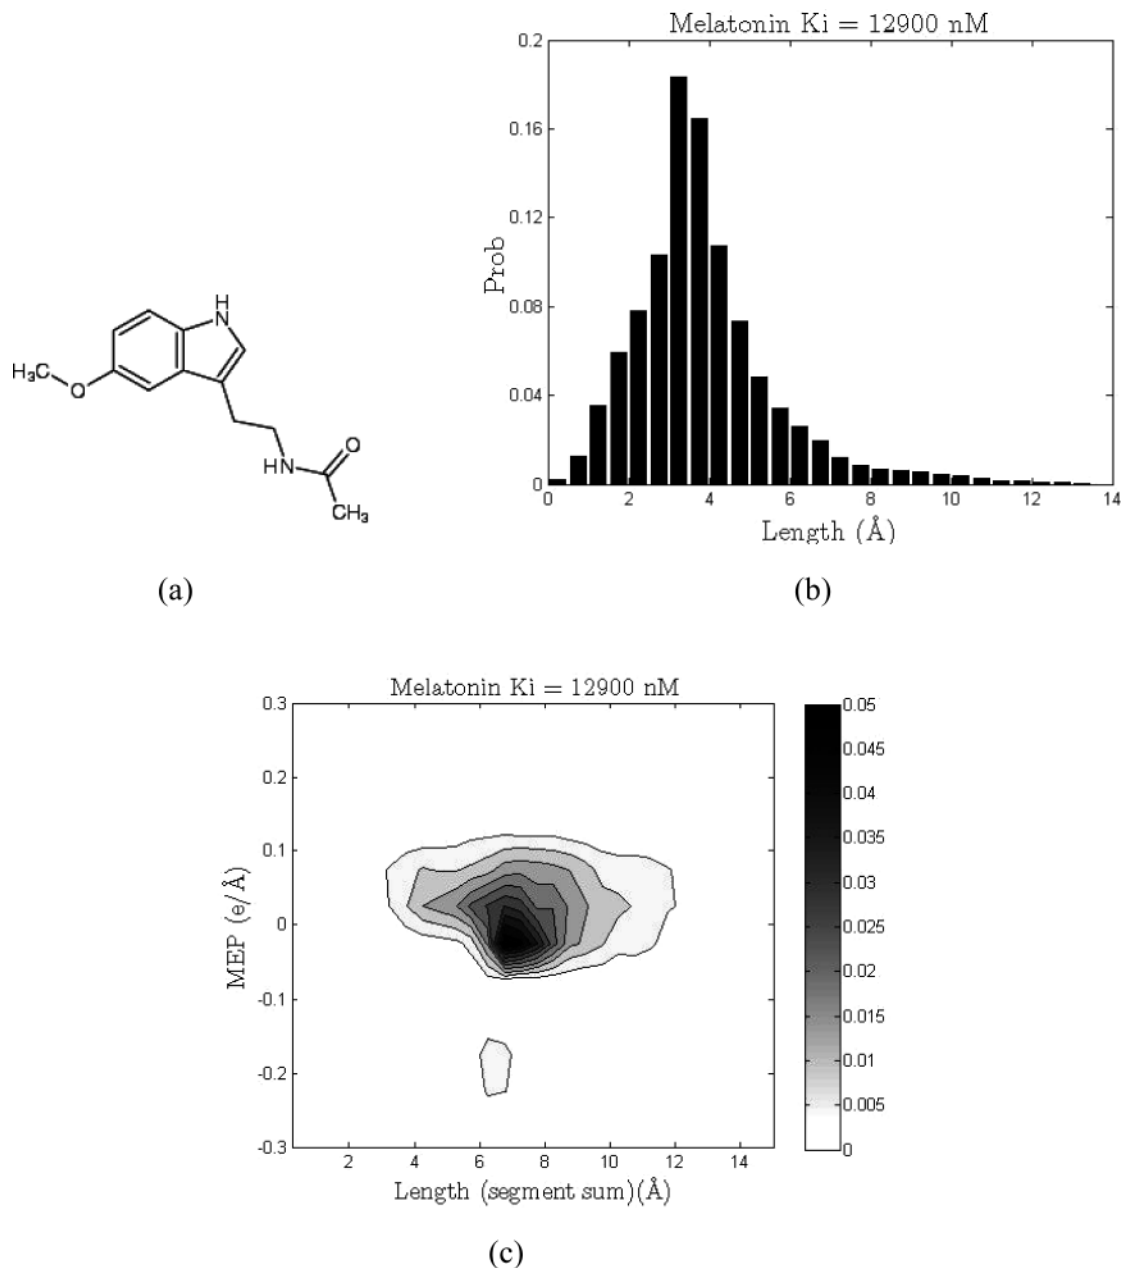 Melatonin Ki = 12900 nM
0.2
0.16
0.12
0.08
0.04
0
Prob
0 2 4 6 8 10 12 14
Length (Å)
H
N
H₃C
O
O
HN
CH₃
(a)
(b)
Melatonin Ki = 12900 nM
0.3
0.2
0.1
0
-0.1
-0.2
-0.3
MEP (e/Å)
2 4 6 8 10 12 14
Length (segment sum)(Å)
0.05
0.045
0.04
0.035
0.03
0.025
0.02
0.015
0.01
0.005
0
(c)